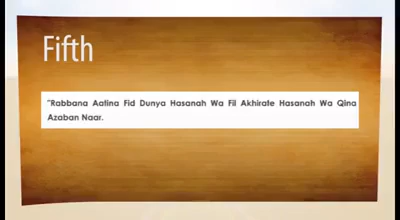 Fifth
"Rabbana Aatina Fid Dunya Hasanah Wa Fil Akhirate Hasanah Wa Qina
Azaban Naar.